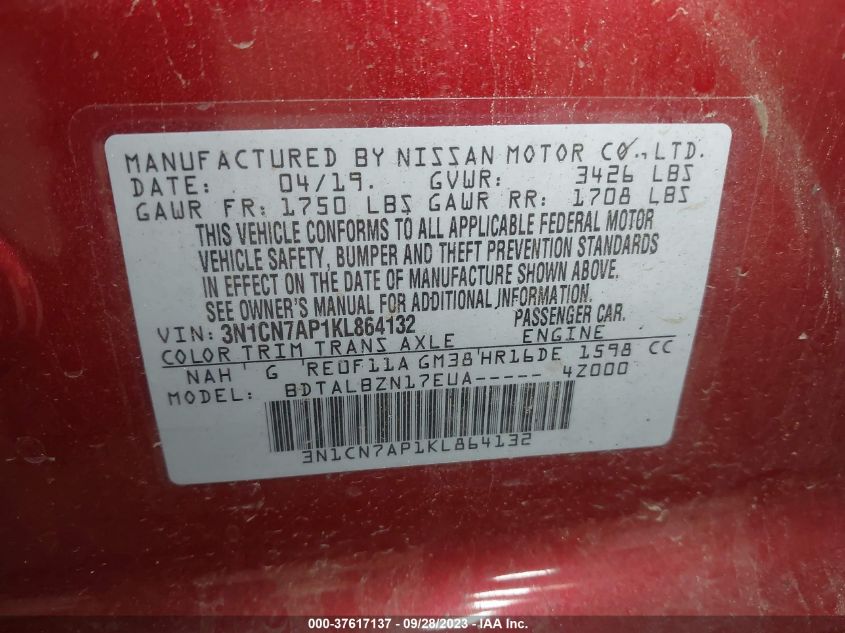 MANUFACTURED BY NISSAN MOTOR CO., LTD.
DATE: 04/19. GVWR: 3426 LBS
GAWR FR: 1750 LBS GAWR RR: 1708 LBS
THIS VEHICLE CONFORMS TO ALL APPLICABLE FEDERAL MOTOR
VEHICLE SAFETY, BUMPER AND THEFT PREVENTION STANDARDS
IN EFFECT ON THE DATE OF MANUFACTURE SHOWN ABOVE.
SEE OWNER'S MANUAL FOR ADDITIONAL INFORMATION.
VIN: 3N1CN7AP1KL864132 PASSENGER CAR.
COLOR TRIM TRANS AXLE ENGINE
NAH G RE0F11A GM38 HR16DE 1598 CC
MODEL: BDTALBZN17EUA----- 4Z000
3N1CN7AP1KL864132
000-37617137 - 09/28/2023 - IAA Inc.